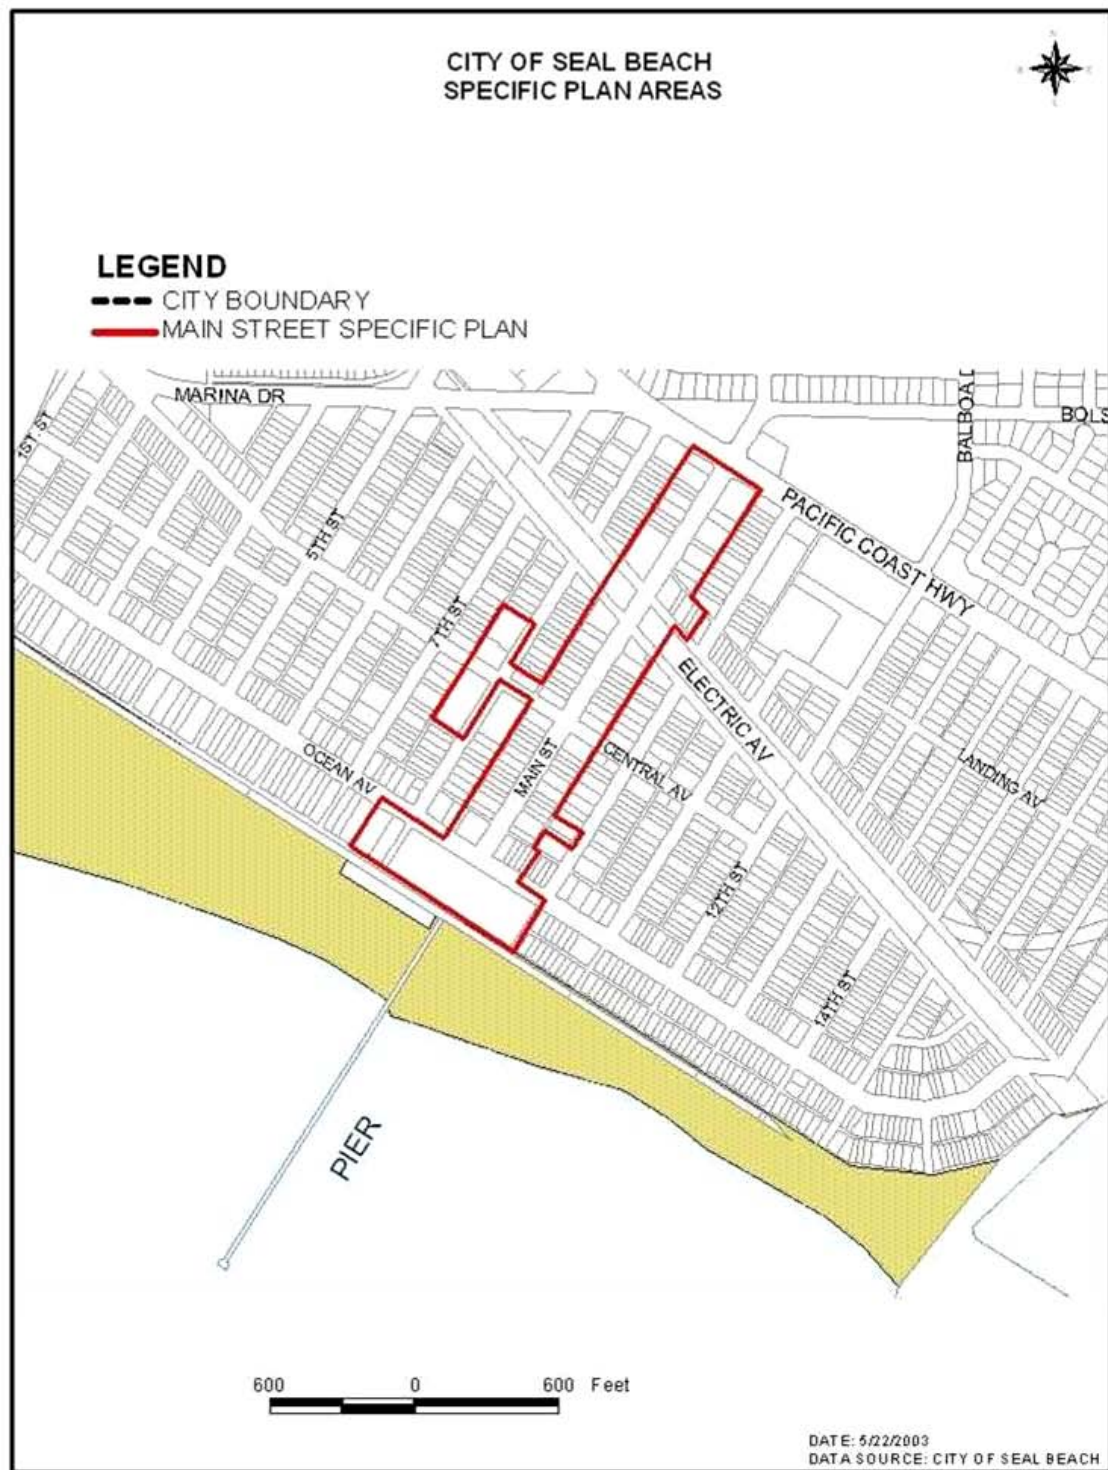 CITY OF SEAL BEACH
SPECIFIC PLAN AREAS
N
LEGEND
CITY BOUNDARY
MAIN STREET SPECIFIC PLAN
MARINA DR
1ST ST
BALBOA D
BOLS
5TH ST
PACIFIC COAST HWY
7TH ST
ELECTRIC AV
OCEAN AV
MAIN ST
CENTRAL AV
LANDING AV
12TH ST
14TH ST
PIER
600 0 600 Feet
DATE: 5/22/2003
DATA SOURCE: CITY OF SEAL BEACH